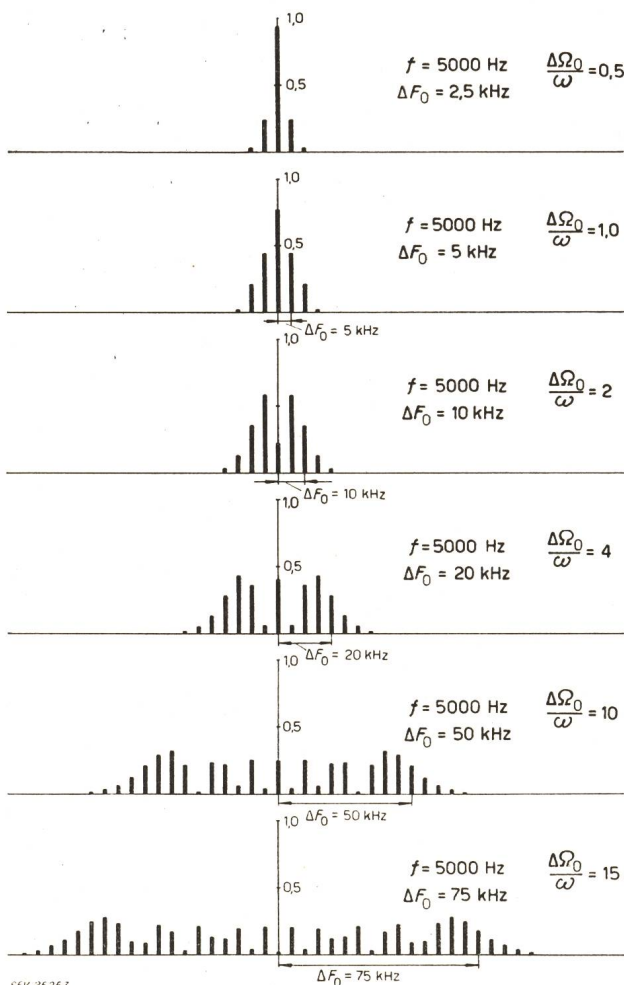 1,0
f = 5000 Hz ΔΩ₀/ω = 0,5
0,5
ΔF₀ = 2,5 kHz
1,0
f = 5000 Hz ΔΩ₀/ω = 1,0
0,5
ΔF₀ = 5 kHz
ΔF₀ = 5 kHz
1,0
f = 5000 Hz ΔΩ₀/ω = 2
ΔF₀ = 10 kHz
0,5
ΔF₀ = 10 kHz
1,0
f = 5000 Hz ΔΩ₀/ω = 4
0,5
ΔF₀ = 20 kHz
ΔF₀ = 20 kHz
1,0
f = 5000 Hz ΔΩ₀/ω = 10
0,5
ΔF₀ = 50 kHz
ΔF₀ = 50 kHz
1,0
f = 5000 Hz ΔΩ₀/ω = 15
0,5
ΔF₀ = 75 kHz
ΔF₀ = 75 kHz